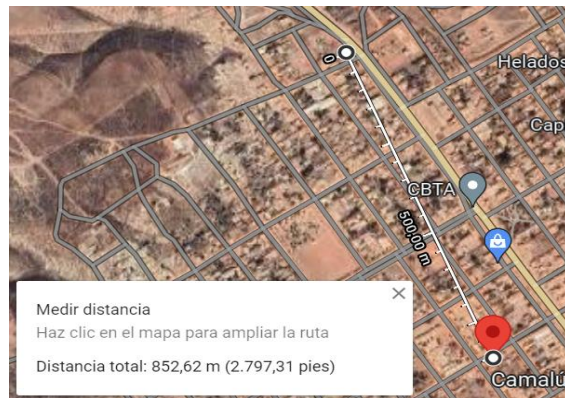 0
Helados
Cap
CBTA
500,00 m
Medir distancia
Haz clic en el mapa para ampliar la ruta
Distancia total: 852,62 m (2.797,31 pies)
Camalú